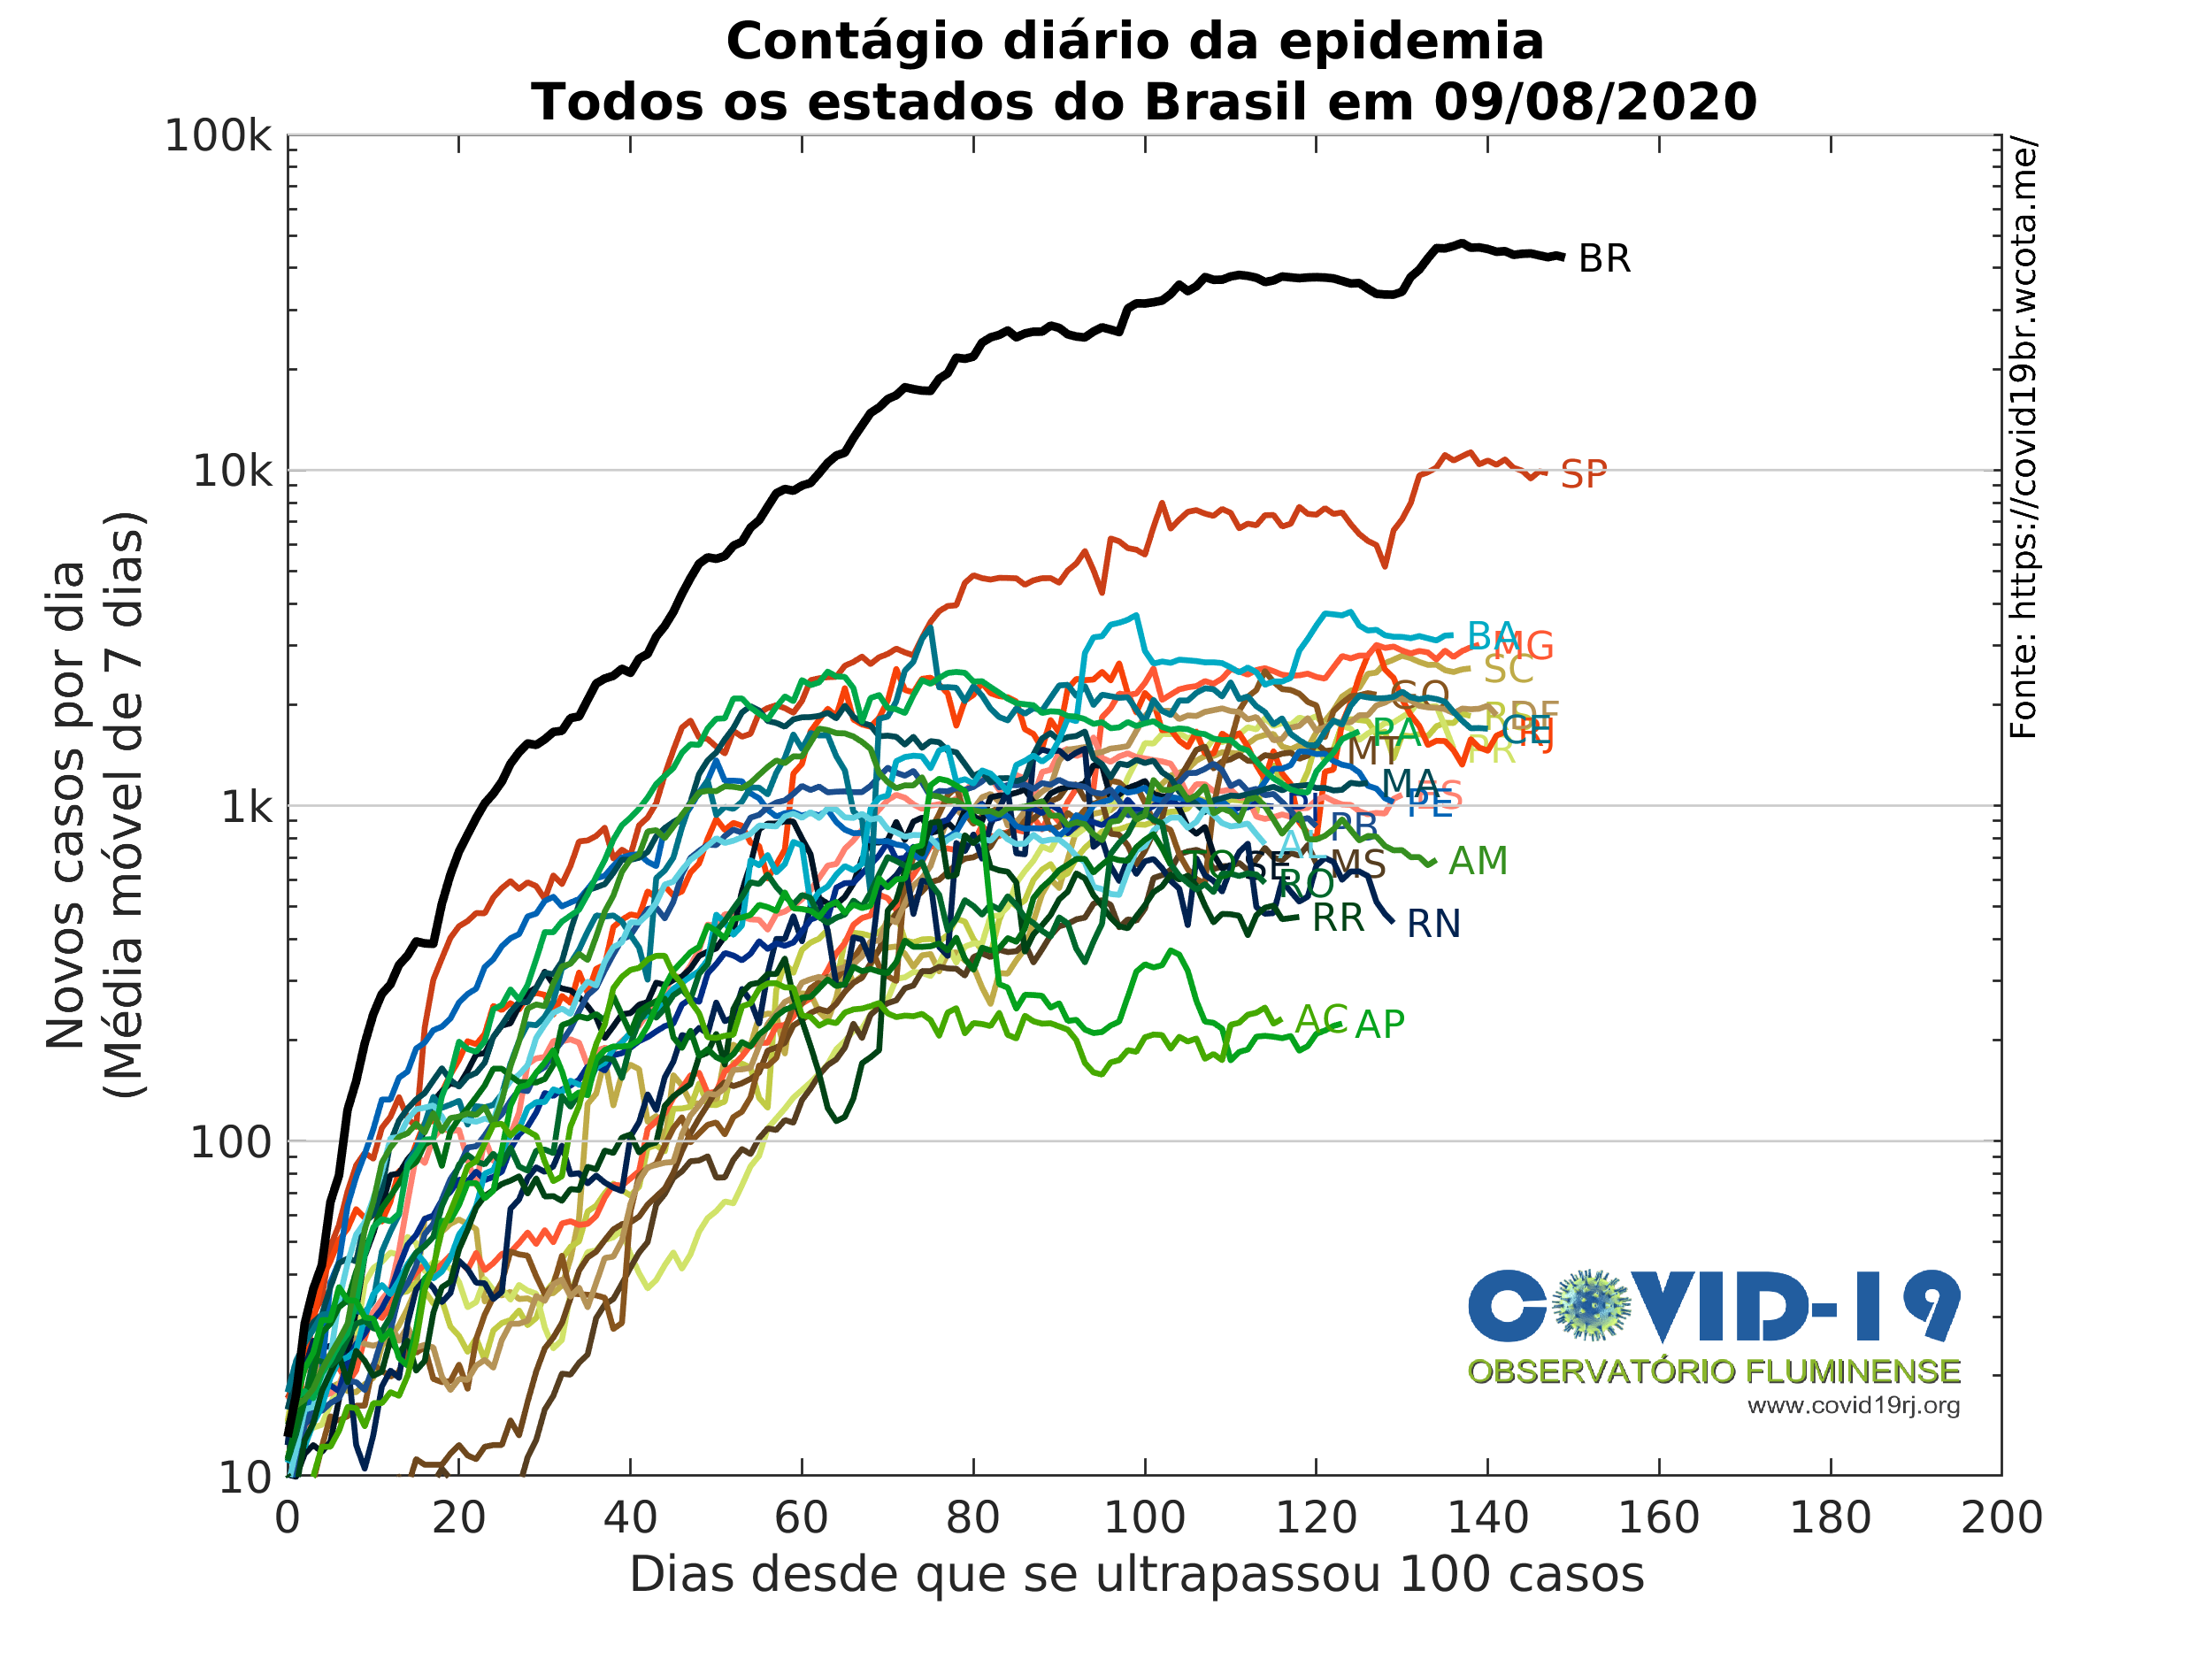 Contágio diário da epidemia
Todos os estados do Brasil em 09/08/2020
Novos casos por dia
(Média móvel de 7 dias)
100k
10k
1k
100
10
0 20 40 60 80 100 120 140 160 180 200
Dias desde que se ultrapassou 100 casos
Fonte: https://covid19br.wcota.me/
BR
SP
BA
MG
SC
GO
DF
CE
RJ
PA
MT
MA
ES
PE
PB
AL
SE
MS
AM
RO
RR
RN
AC
AP
COVID-19
OBSERVATÓRIO FLUMINENSE
www.covid19rj.org